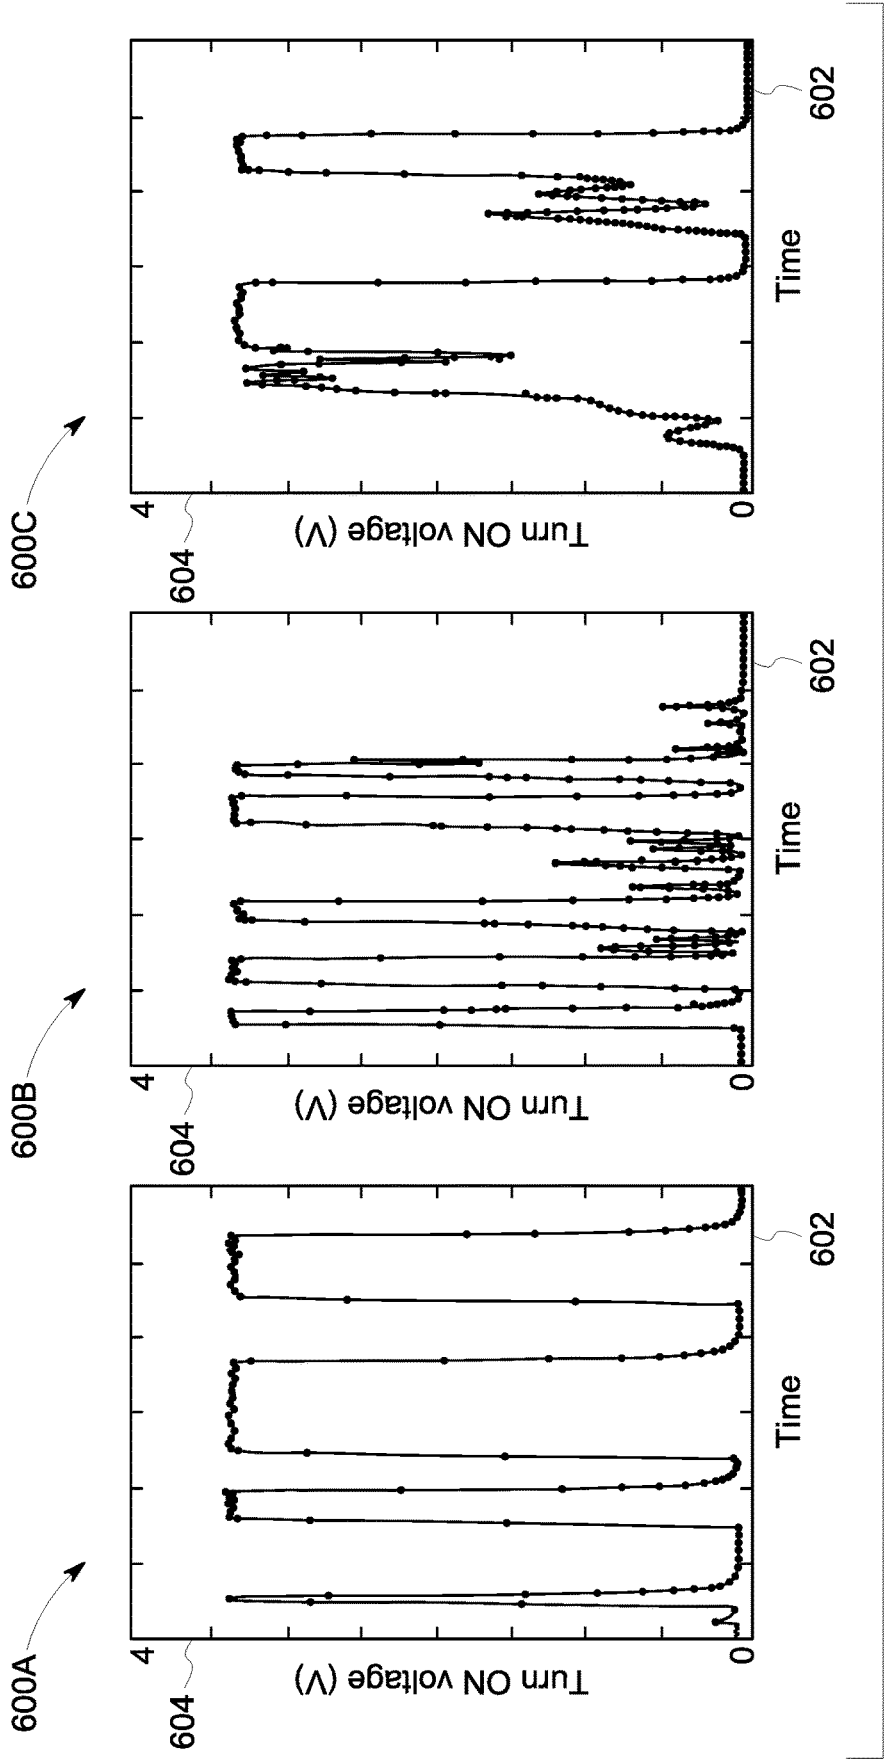 600A
604
4
Turn ON voltage (V)
0
Time
602
600B
604
4
Turn ON voltage (V)
0
Time
602
600C
604
4
Turn ON voltage (V)
0
Time
602